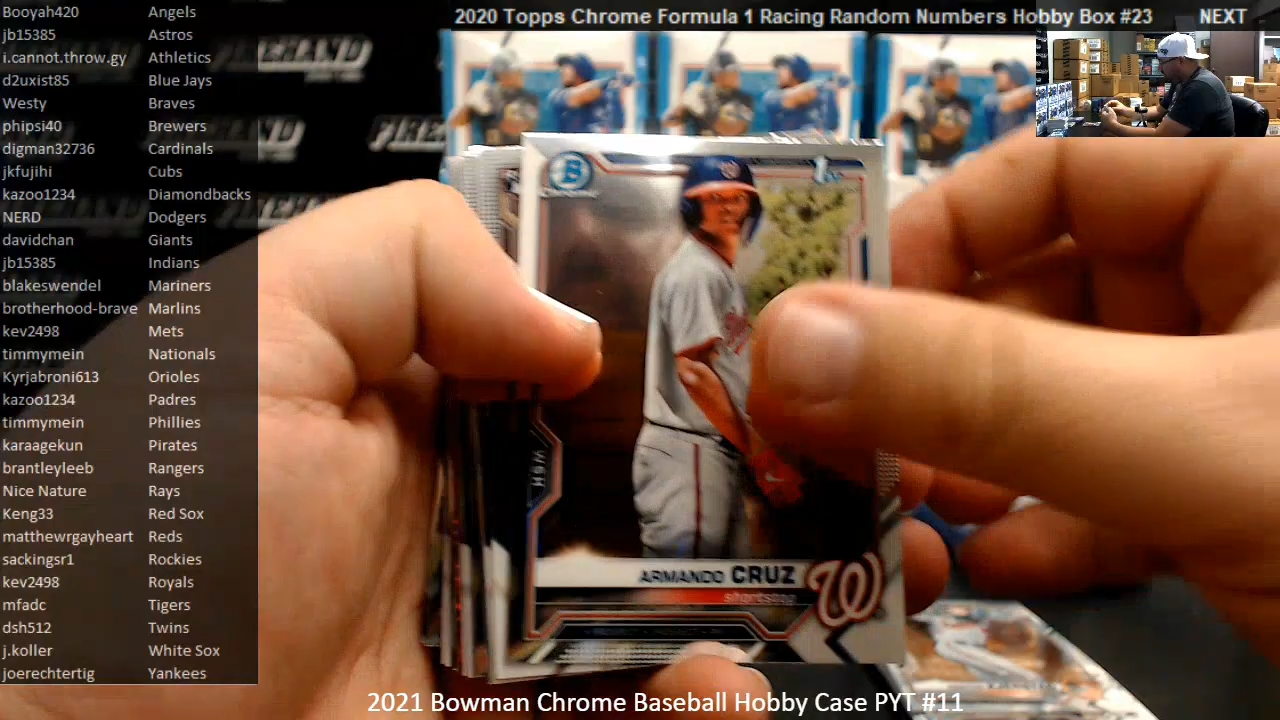 2020 Topps Chrome Formula 1 Racing Random Numbers Hobby Box #23 NEXT
Booyah420 Angels
jb15385 Astros
i.cannot.throw.gy Athletics
d2uxist85 Blue Jays
Westy Braves
phipsi40 Brewers
digman32736 Cardinals
jkfujihi Cubs
kazoo1234 Diamondbacks
NERD Dodgers
davidchan Giants
jb15385 Indians
blakeswendel Mariners
brotherhood-brave Marlins
kev2498 Mets
timmymein Nationals
Kyrjabroni613 Orioles
kazoo1234 Padres
timmymein Phillies
karaagekun Pirates
brantleyleeb Rangers
Nice Nature Rays
Keng33 Red Sox
matthewrgayheart Reds
sackingsr1 Rockies
kev2498 Royals
mfadc Tigers
dsh512 Twins
j.koller White Sox
joerechtertig Yankees
B
Chrome
1st
WSH
ARMANDO CRUZ
shortstop
W
2021 Bowman Chrome Baseball Hobby Case PYT #11